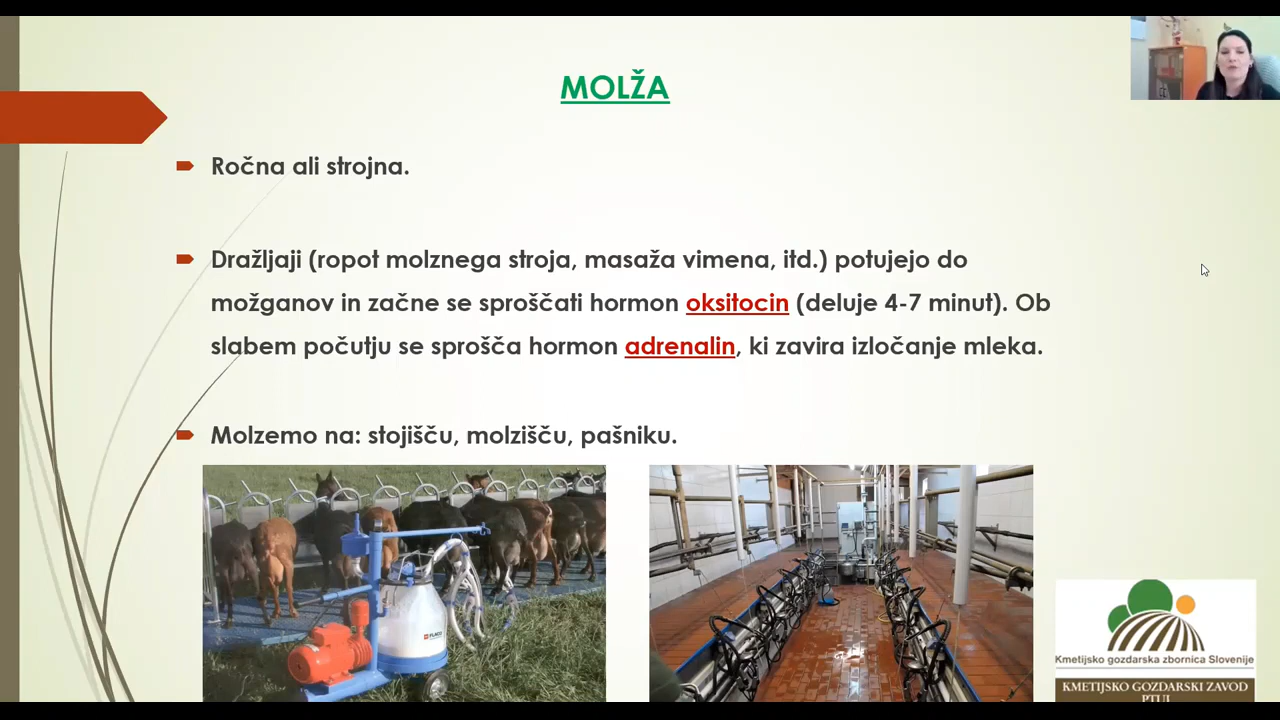 MOLŽA
Ročna ali strojna.
Dražljaji (ropot molznega stroja, masaža vimena, itd.) potujejo do
možganov in začne se sproščati hormon oksitocin (deluje 4-7 minut). Ob
slabem počutju se sprošča hormon adrenalin, ki zavira izločanje mleka.
Molzemo na: stojišču, molzišču, pašniku.
Kmetijsko gozdarska zbornica Slovenije
KMETIJSKO GOZDARSKI ZAVOD
PTUJ